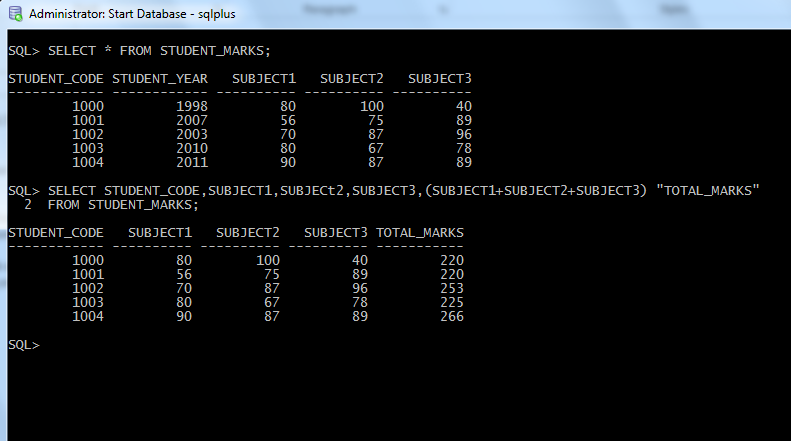 Administrator: Start Database - sqlplus
SQL> SELECT * FROM STUDENT_MARKS;
STUDENT_CODE STUDENT_YEAR SUBJECT1 SUBJECT2 SUBJECT3
------------ ------------ ---------- ---------- ----------
1000 1998 80 100 40
1001 2007 56 75 89
1002 2003 70 87 96
1003 2010 80 67 78
1004 2011 90 87 89
SQL> SELECT STUDENT_CODE,SUBJECT1,SUBJECt2,SUBJECT3,(SUBJECT1+SUBJECT2+SUBJECT3) "TOTAL_MARKS"
2 FROM STUDENT_MARKS;
STUDENT_CODE SUBJECT1 SUBJECT2 SUBJECT3 TOTAL_MARKS
------------ ---------- ---------- ---------- -----------
1000 80 100 40 220
1001 56 75 89 220
1002 70 87 96 253
1003 80 67 78 225
1004 90 87 89 266
SQL>